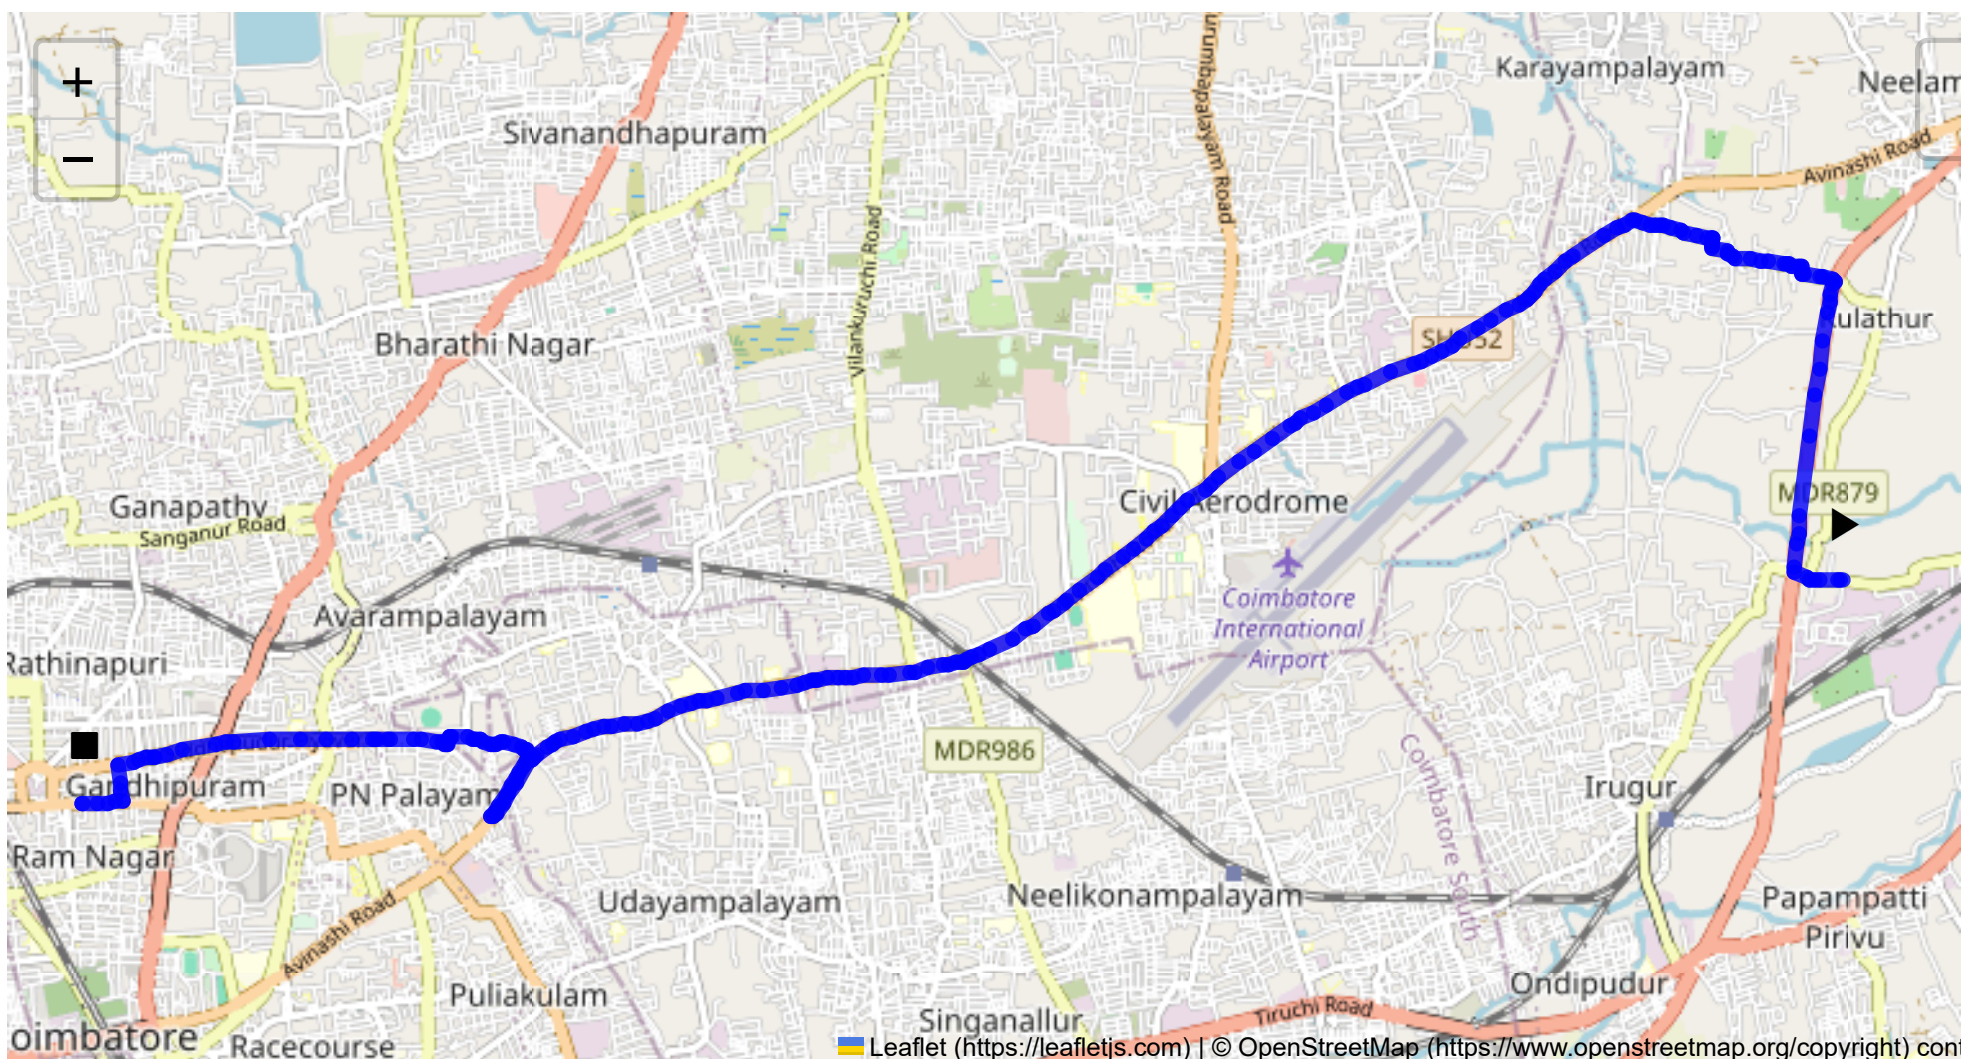 +
−
Karayampalayam
Neelam
Sivanandhapuram
urumbapalayam Road
Avinashi Road
Vilankuruchi Road
ulathur
Bharathi Nagar
Ganapathy
Sanganur Road
Civil Aerodrome
MDR879
Avarampalayam
Coimbatore
International
Airport
Rathinapuri
MDR986
Gandhipuram
PN Palayam
Irugur
Coimbatore South
Ram Nagar
Udayampalayam
Neelikonampalayam
Papampatti
Pirivu
Avinashi Road
Ondipudur
Puliakulam
Tiruchi Road
Singanallur
oimbatore
Racecourse
Leaflet (https://leafletjs.com) | © OpenStreetMap (https://www.openstreetmap.org/copyright) cont